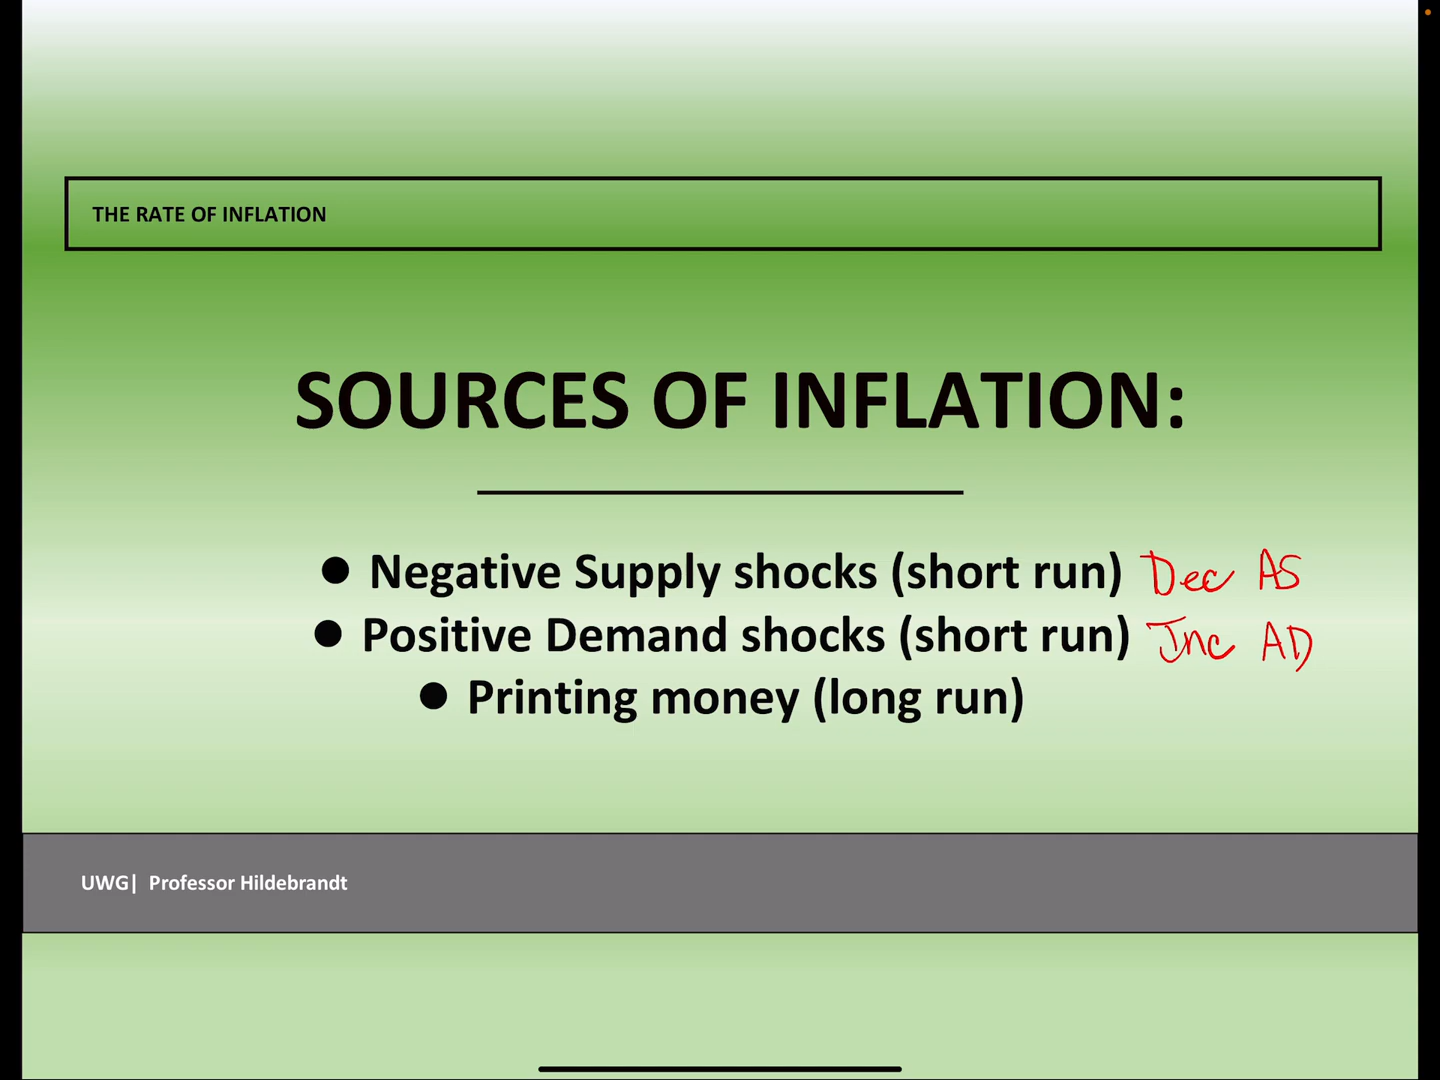 THE RATE OF INFLATION
SOURCES OF INFLATION:
● Negative Supply shocks (short run) Dec AS
● Positive Demand shocks (short run) Inc AD
● Printing money (long run)
UWG| Professor Hildebrandt